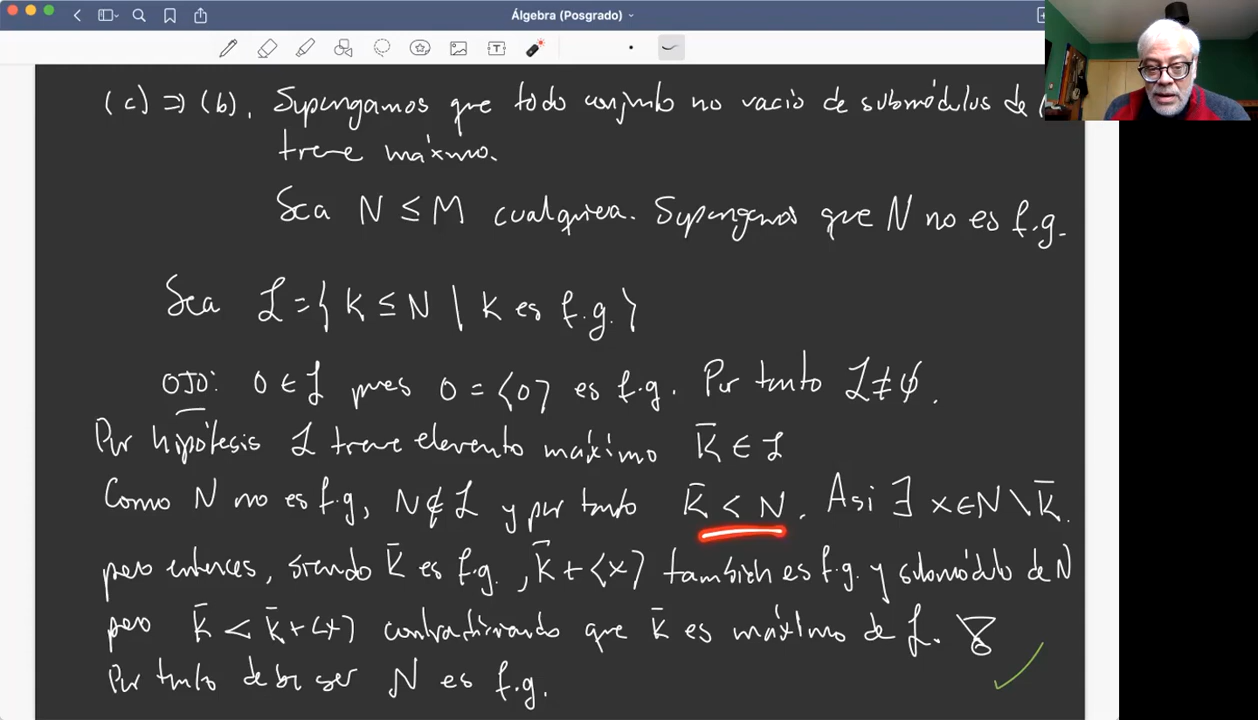 Álgebra (Posgrado)
(c) ⇒ (b). Supongamos que todo conjunto no vacío de submódulos de
tiene máximo.
Sea N ≤ M cualquiera. Supongamos que N no es f.g.
Sea ℒ = { K ≤ N | K es f.g. }
OJO: 0 ∈ ℒ pues 0 = ⟨0⟩ es f.g. Por tanto ℒ ≠ ∅.
Por hipótesis ℒ tiene elemento máximo K̄ ∈ ℒ
Como N no es f.g, N ∉ ℒ y por tanto K̄ < N. Asi ∃ x ∈ N \ K̄.
pero entonces, siendo K̄ es f.g., K̄ + ⟨x⟩ también es f.g. y submódulo de N
pero K̄ < K̄ + ⟨x⟩ contradiciendo que K̄ es máximo de ℒ.
Por tanto debe ser N es f.g.